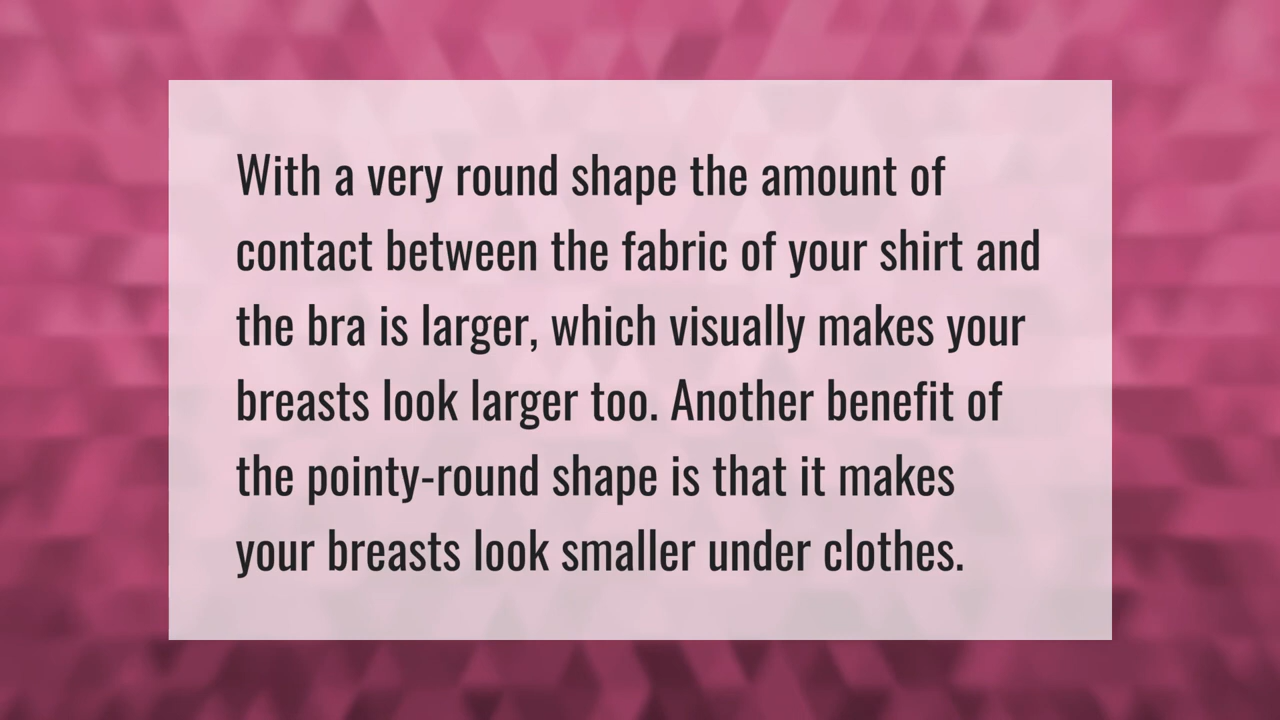 With a very round shape the amount of
contact between the fabric of your shirt and
the bra is larger, which visually makes your
breasts look larger too. Another benefit of
the pointy-round shape is that it makes
your breasts look smaller under clothes.